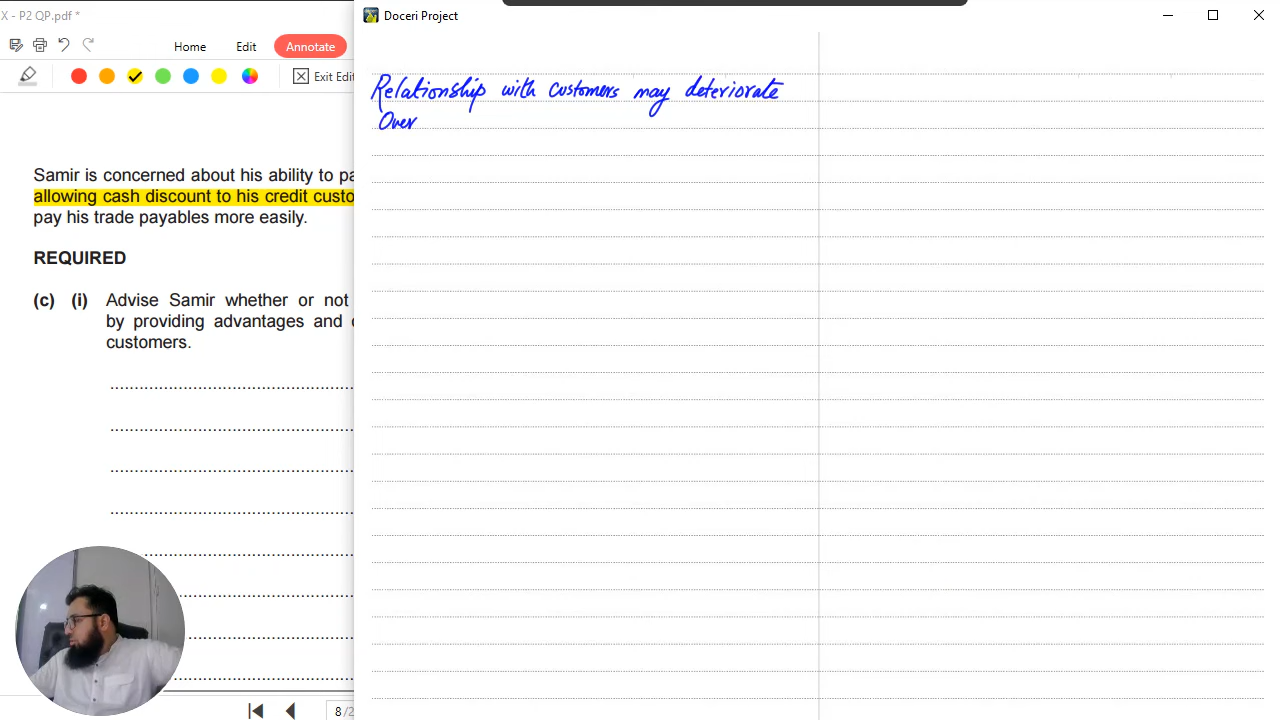 X - P2 QP.pdf *
Home Edit Annotate
Exit Edi
Samir is concerned about his ability to pa
allowing cash discount to his credit custo
pay his trade payables more easily.
REQUIRED
(c) (i) Advise Samir whether or not
by providing advantages and
customers.
8 / 2
Doceri Project
Relationship with customers may deteriorate
Over